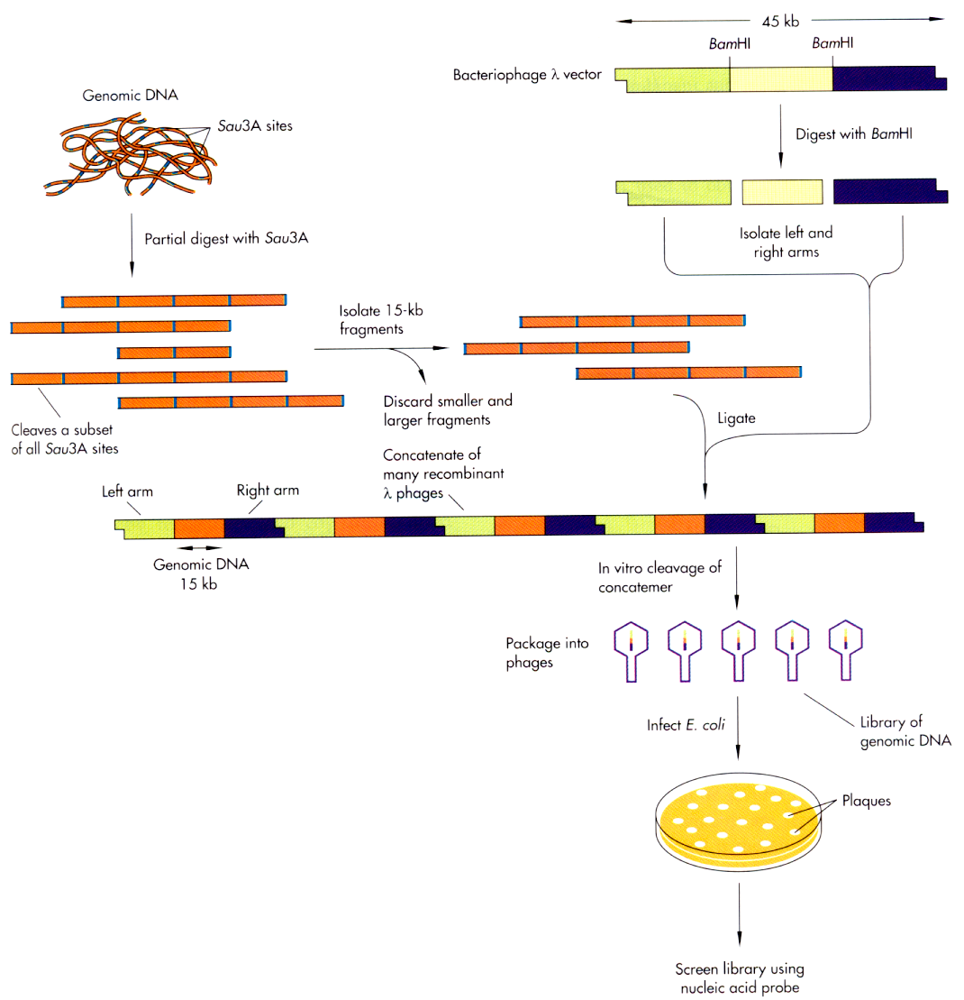 45 kb
BamHI
BamHI
Bacteriophage λ vector
Genomic DNA
Sau3A sites
Digest with BamHI
Partial digest with Sau3A
Isolate left and
right arms
Isolate 15-kb
fragments
Discard smaller and
larger fragments
Ligate
Cleaves a subset
of all Sau3A sites
Concatenate of
many recombinant
λ phages
Left arm
Right arm
Genomic DNA
15 kb
In vitro cleavage of
concatemer
Package into
phages
Infect E. coli
Library of
genomic DNA
Plaques
Screen library using
nucleic acid probe